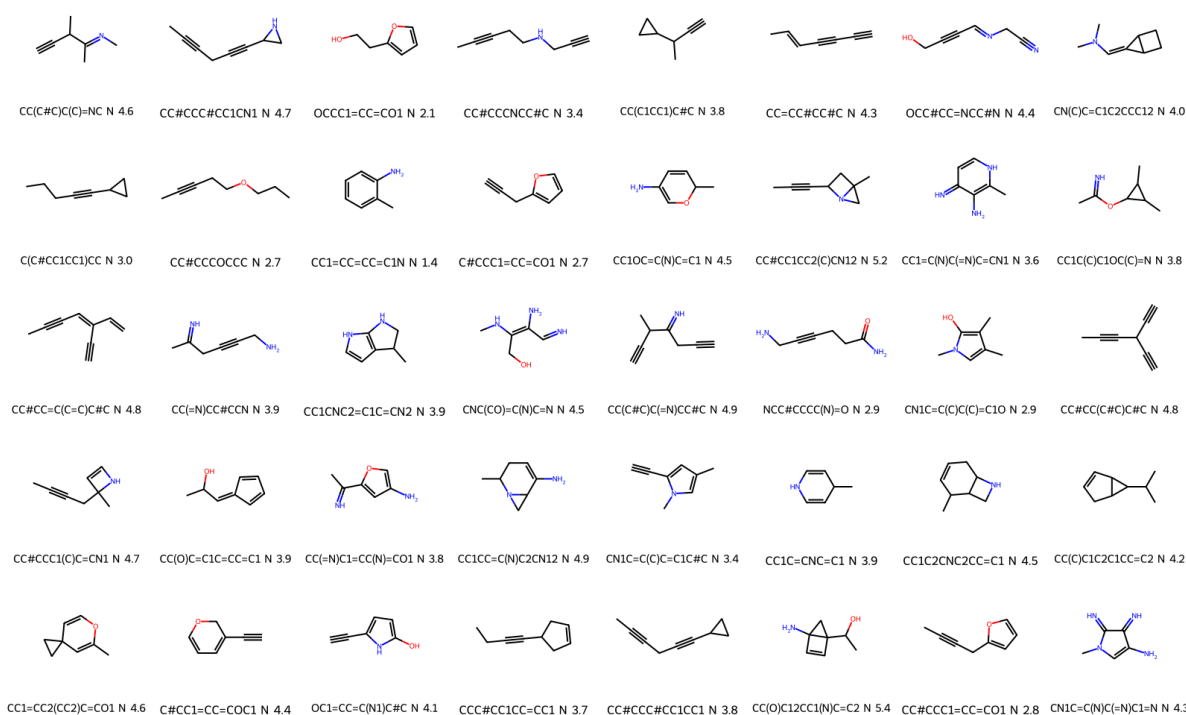 CC(C#C)C(C)=NC N 4.6
CC#CCC#CC1CN1 N 4.7
OCCC1=CC=CO1 N 2.1
CC#CCCNCC#C N 3.4
CC(C1CC1)C#C N 3.8
CC=CC#CC#C N 4.3
OCC#CC=NCC#N N 4.4
CN(C)C=C1C2CCC12 N 4.0
C(C#CC1CC1)CC N 3.0
CC#CCCOCCC N 2.7
CC1=CC=CC=C1N N 1.4
C#CCC1=CC=CO1 N 2.7
CC1OC=C(N)C=C1 N 4.5
CC#CC1CC2(C)CN12 N 5.2
CC1=C(N)C(=N)C=CN1 N 3.6
CC1C(C)C1OC(C)=N N 3.8
CC#CC=C(C=C)C#C N 4.8
CC(=N)CC#CCN N 3.9
CC1CNC2=C1C=CN2 N 3.9
CNC(CO)=C(N)C=N N 4.5
CC(C#C)C(=N)CC#C N 4.9
NCC#CCCC(N)=O N 2.9
CN1C=C(C)C(C)=C1O N 2.9
CC#CC(C#C)C#C N 4.8
CC#CCC1(C)C=CN1 N 4.7
CC(O)C=C1C=CC=C1 N 3.9
CC(=N)C1=CC(N)=CO1 N 3.8
CC1CC=C(N)C2CN12 N 4.9
CN1C=C(C)C=C1C#C N 3.4
CC1C=CNC=C1 N 3.9
CC1C2CNC2CC=C1 N 4.5
CC(C)C1C2C1CC=C2 N 4.2
CC1=CC2(CC2)C=CO1 N 4.6
C#CC1=CC=COC1 N 4.4
OC1=CC=C(N1)C#C N 4.1
CCC#CC1CC=CC1 N 3.7
CC#CCC#CC1CC1 N 3.8
CC(O)C12CC1(N)C=C2 N 5.4
CC#CCC1=CC=CO1 N 2.8
CN1C=C(N)C(=N)C1=N N 4.3